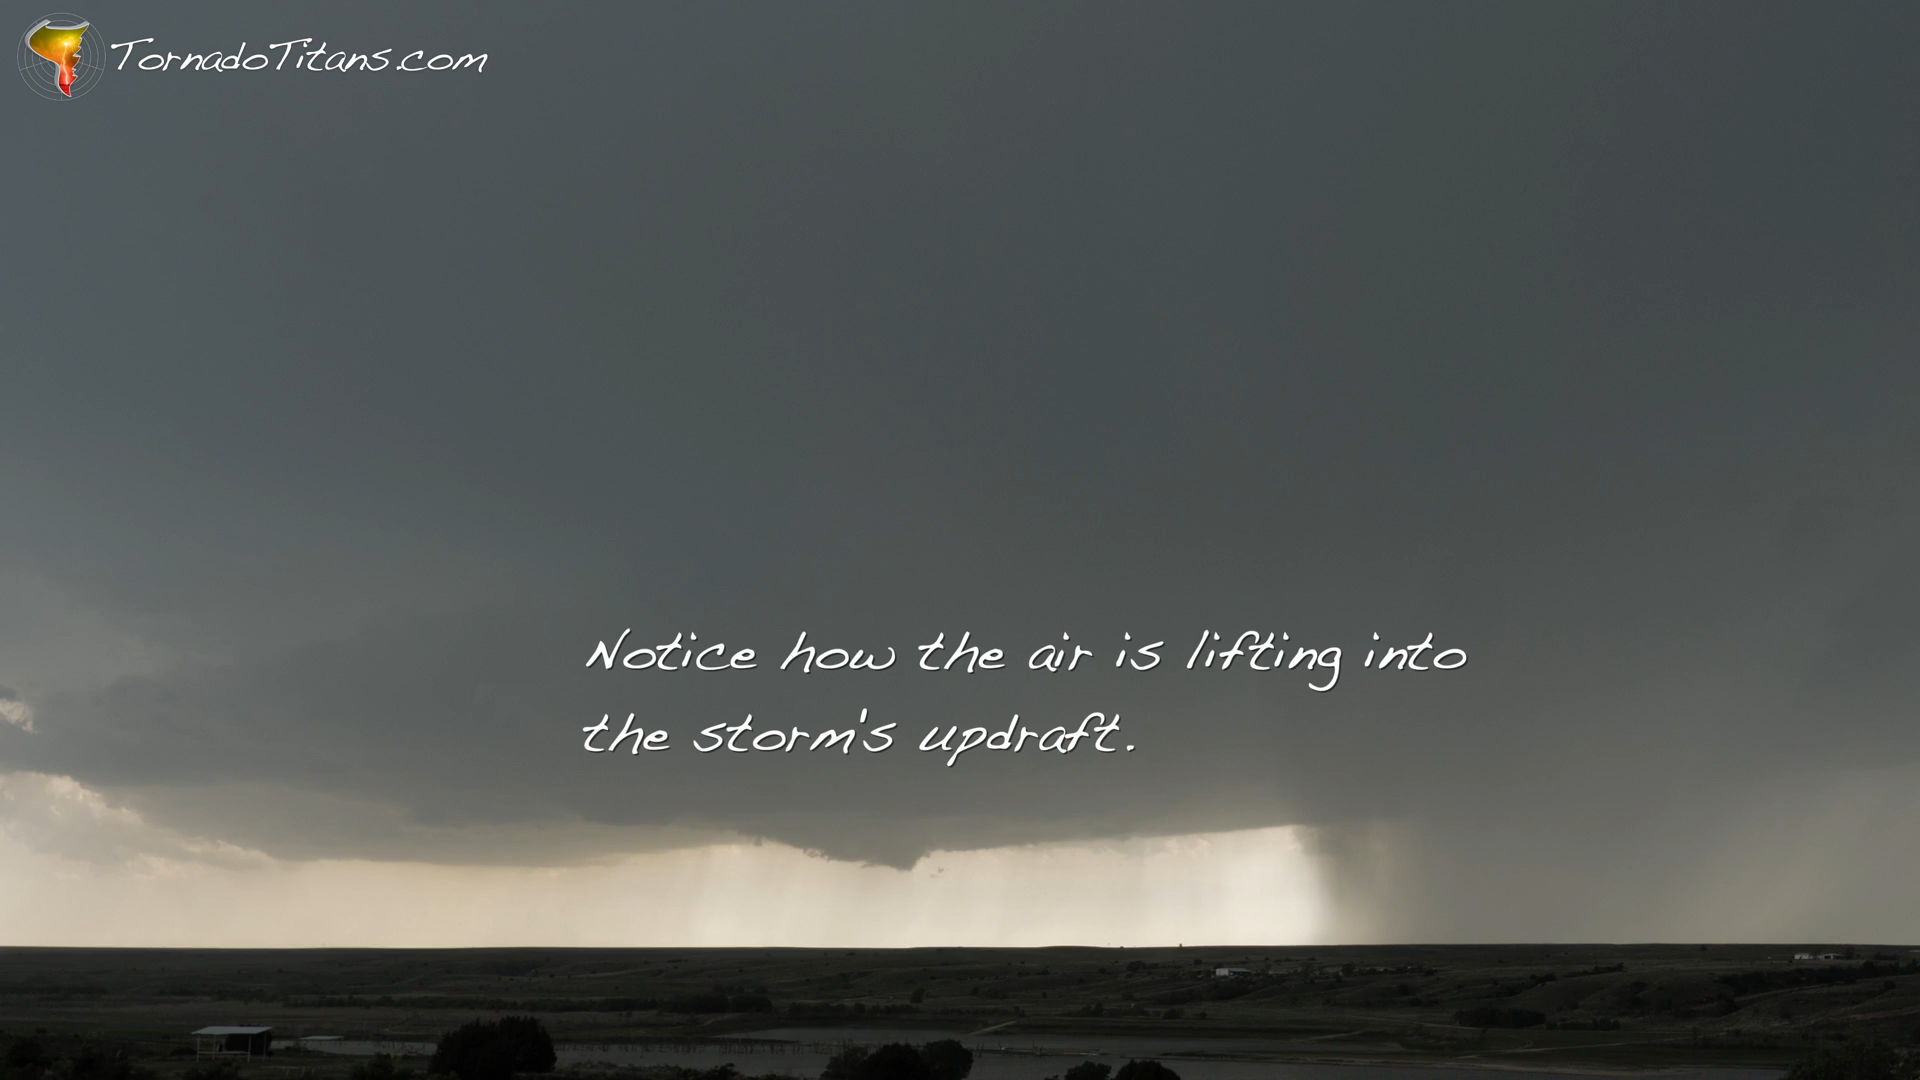 TornadoTitans.com
Notice how the air is lifting into
the storm's updraft.